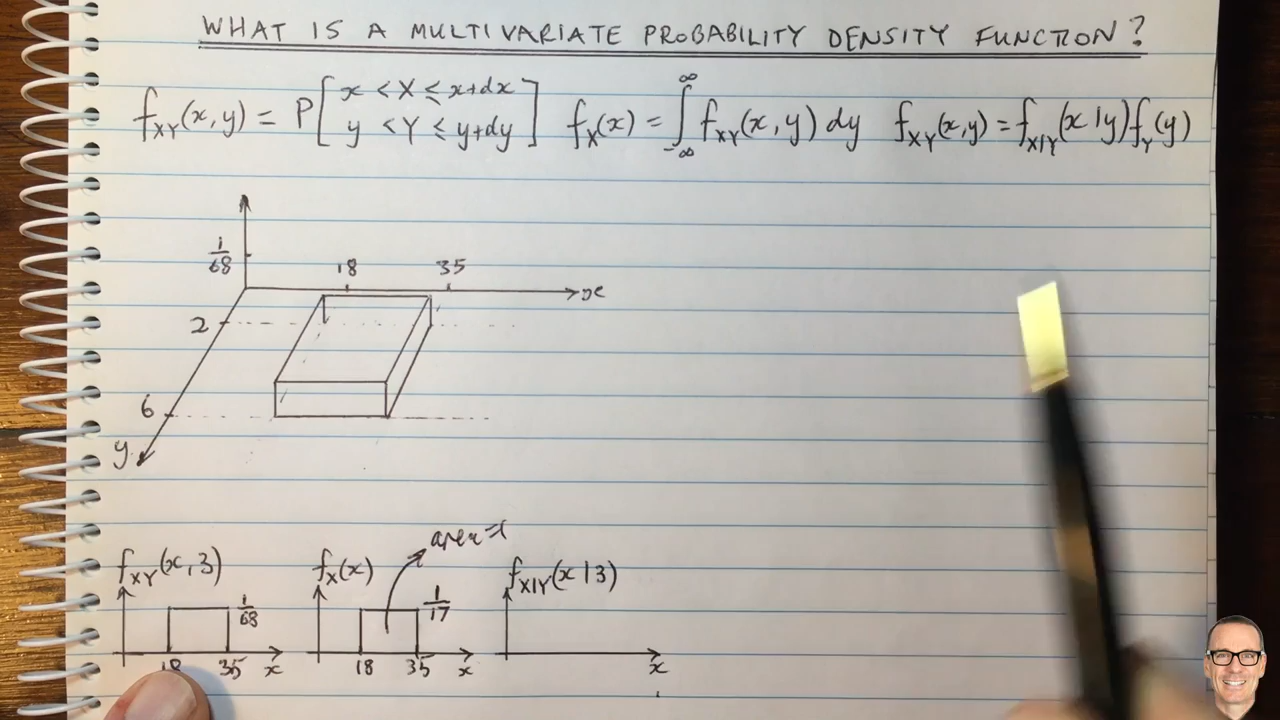 WHAT IS A MULTIVARIATE PROBABILITY DENSITY FUNCTION?
f_XY(x,y) = P[ x < X ≤ x+dx
y < Y ≤ y+dy ]
f_X(x) = ∫_{-∞}^{∞} f_XY(x,y) dy
f_XY(x,y) = f_X|Y(x|y) f_Y(y)
1/68
18 35
x
2
6
y
area=1
f_XY(x,3) f_X(x) f_X|Y(x|3)
1/68 1/17
18 35 x 18 35 x x